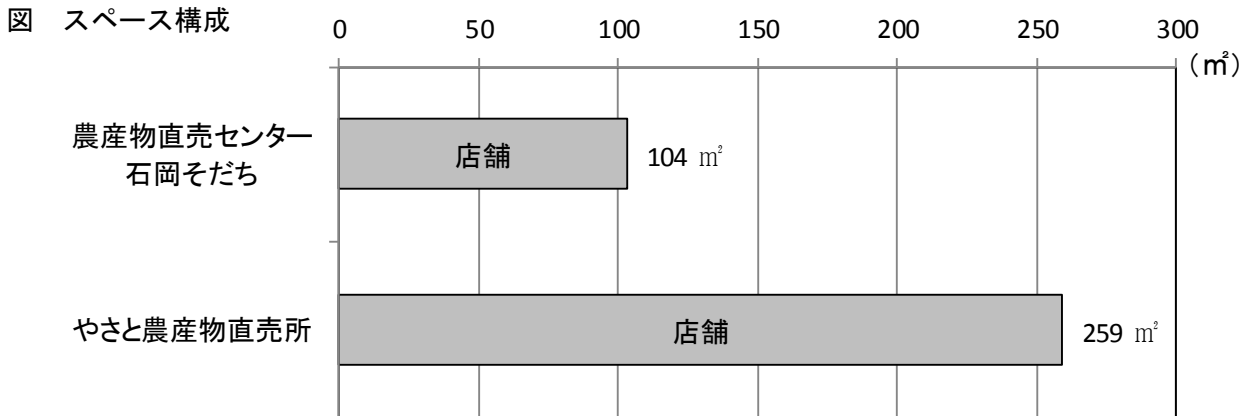 図 スペース構成
0 50 100 150 200 250 300
(㎡)
農産物直売センター
石岡そだち
店舗
104 ㎡
やさと農産物直売所
店舗
259 ㎡